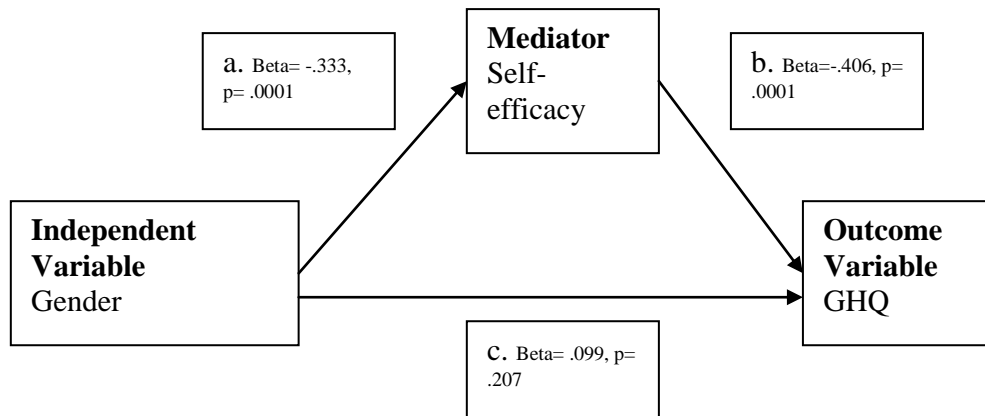 a. Beta= -.333,
p= .0001
Mediator
Self-
efficacy
b. Beta=-.406, p=
.0001
Independent
Variable
Gender
Outcome
Variable
GHQ
c. Beta= .099, p=
.207